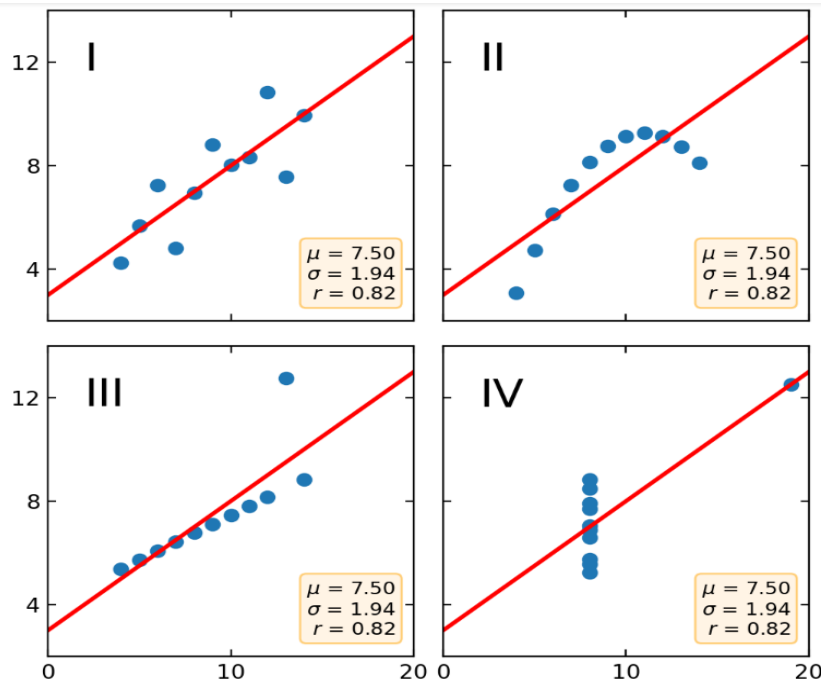 I
12
8
4
μ = 7.50
σ = 1.94
r = 0.82
II
μ = 7.50
σ = 1.94
r = 0.82
III
12
8
4
0
10
20
μ = 7.50
σ = 1.94
r = 0.82
IV
0
10
20
μ = 7.50
σ = 1.94
r = 0.82